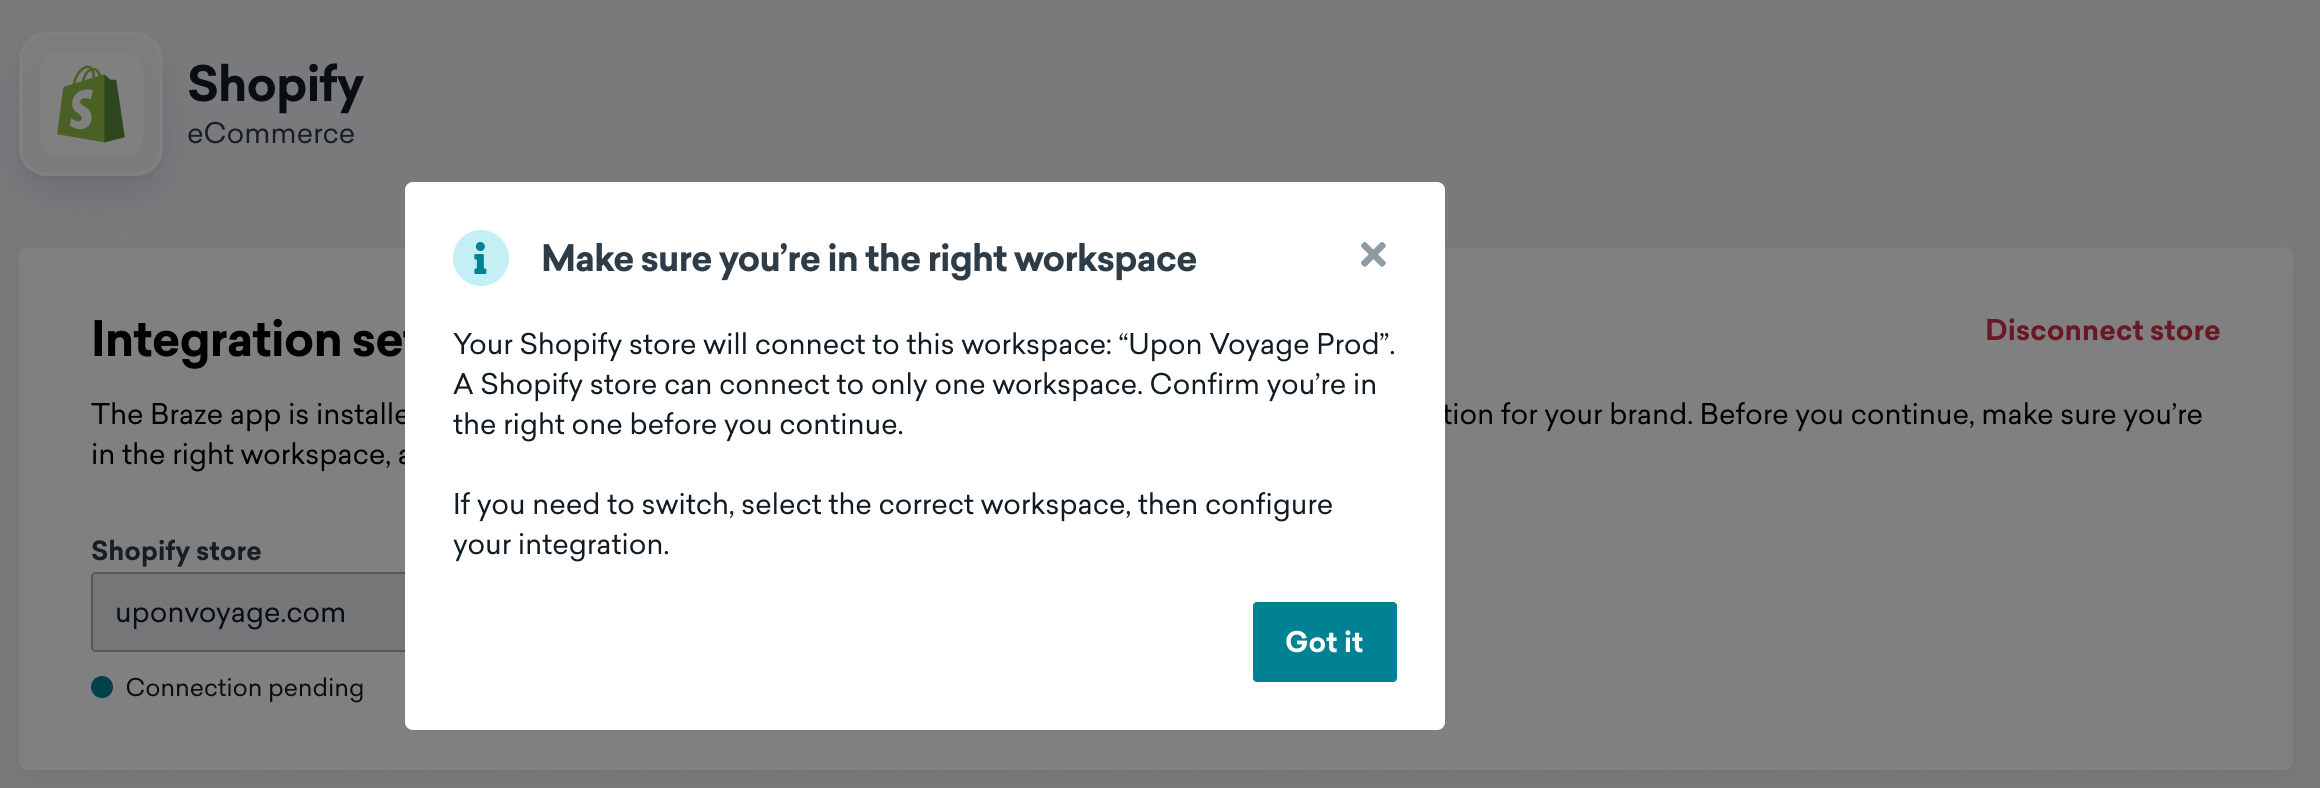 Shopify
eCommerce
Make sure you’re in the right workspace
Your Shopify store will connect to this workspace: “Upon Voyage Prod”.
A Shopify store can connect to only one workspace. Confirm you’re in
the right one before you continue.
If you need to switch, select the correct workspace, then configure
your integration.
Got it
Integration
Disconnect store
The Braze app is
for your brand. Before you continue, make sure you’re
in the right workspace,
Shopify store
uponvoyage.com
Connection pending